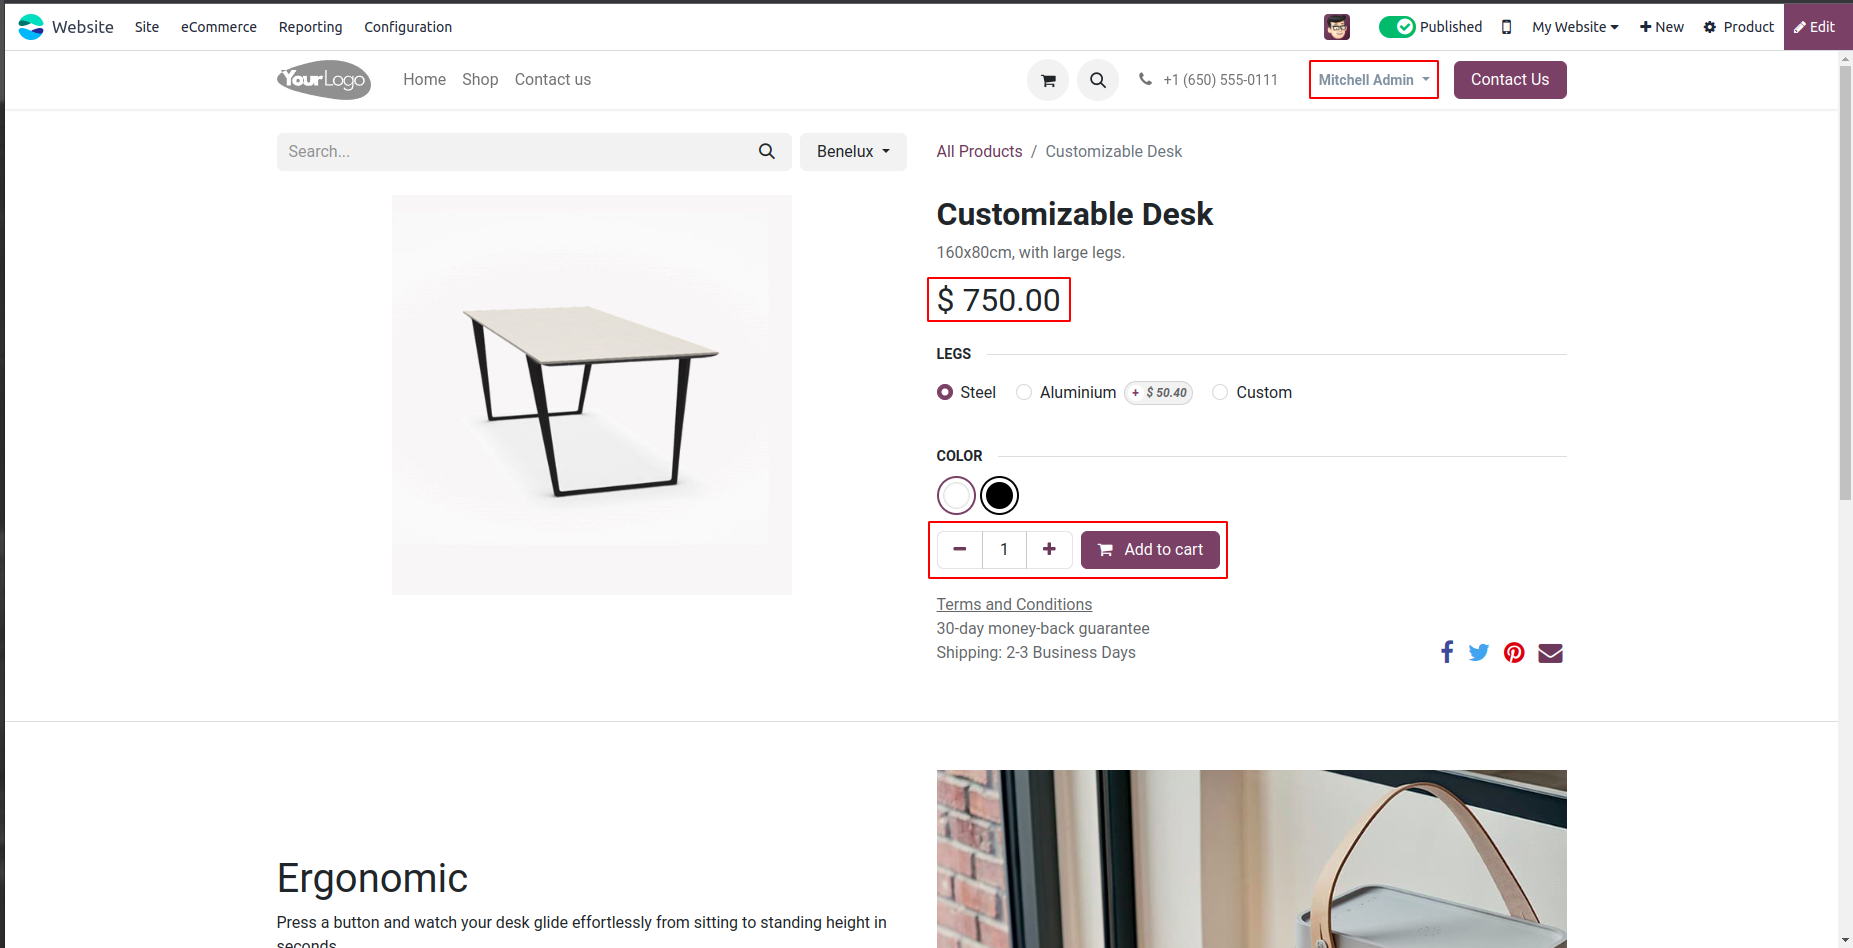 Website Site eCommerce Reporting Configuration Published My Website + New Product Edit
YourLogo Home Shop Contact us +1 (650) 555-0111 Mitchell Admin Contact Us
Search... Benelux All Products / Customizable Desk
Customizable Desk
160x80cm, with large legs.
$ 750.00
LEGS
Steel Aluminium + $ 50.40 Custom
COLOR
1 Add to cart
Terms and Conditions
30-day money-back guarantee
Shipping: 2-3 Business Days
Ergonomic
Press a button and watch your desk glide effortlessly from sitting to standing height in
seconds